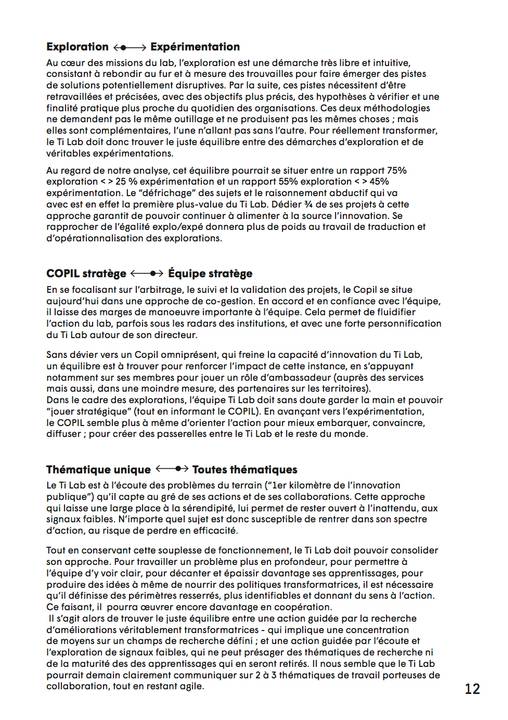 Exploration <●—> Expérimentation
Au cœur des missions du lab, l'exploration est une démarche très libre et intuitive,
consistant à rebondir au fur et à mesure des trouvailles pour faire émerger des pistes
de solutions potentiellement disruptives. Par la suite, ces pistes nécessitent d'être
retravaillées et précisées, avec des objectifs plus précis, des hypothèses à vérifier et une
finalité pratique plus proche du quotidien des organisations. Ces deux méthodologies
ne demandent pas le même outillage et ne produisent pas les mêmes choses ; mais
elles sont complémentaires, l'une n'allant pas sans l'autre. Pour réellement transformer,
le Ti Lab doit donc trouver le juste équilibre entre des démarches d'exploration et de
véritables expérimentations.
Au regard de notre analyse, cet équilibre pourrait se situer entre un rapport 75%
exploration < > 25 % expérimentation et un rapport 55% exploration < > 45%
expérimentation. Le "défrichage" des sujets et le raisonnement abductif qui va
avec est en effet la première plus-value du Ti Lab. Dédier ¾ de ses projets à cette
approche garantit de pouvoir continuer à alimenter à la source l'innovation. Se
rapprocher de l'égalité explo/expé donnera plus de poids au travail de traduction et
d'opérationnalisation des explorations.
COPIL stratège <—●> Équipe stratège
En se focalisant sur l'arbitrage, le suivi et la validation des projets, le Copil se situe
aujourd'hui dans une approche de co-gestion. En accord et en confiance avec l'équipe,
il laisse des marges de manoeuvre importante à l'équipe. Cela permet de fluidifier
l'action du lab, parfois sous les radars des institutions, et avec une forte personnification
du Ti Lab autour de son directeur.
Sans dévier vers un Copil omniprésent, qui freine la capacité d'innovation du Ti Lab,
un équilibre est à trouver pour renforcer l'impact de cette instance, en s'appuyant
notamment sur ses membres pour jouer un rôle d'ambassadeur (auprès des services
mais aussi, dans une moindre mesure, des partenaires sur les territoires).
Dans le cadre des explorations, l'équipe Ti Lab doit sans doute garder la main et pouvoir
"jouer stratégique" (tout en informant le COPIL). En avançant vers l'expérimentation,
le COPIL semble plus à même d'orienter l'action pour mieux embarquer, convaincre,
diffuser ; pour créer des passerelles entre le Ti Lab et le reste du monde.
Thématique unique <—●> Toutes thématiques
Le Ti Lab est à l'écoute des problèmes du terrain ("1er kilomètre de l'innovation
publique") qu'il capte au gré de ses actions et de ses collaborations. Cette approche
qui laisse une large place à la sérendipité, lui permet de rester ouvert à l'inattendu, aux
signaux faibles. N'importe quel sujet est donc susceptible de rentrer dans son spectre
d'action, au risque de perdre en efficacité.
Tout en conservant cette souplesse de fonctionnement, le Ti Lab doit pouvoir consolider
son approche. Pour travailler un problème plus en profondeur, pour permettre à
l'équipe d'y voir clair, pour décanter et épaissir davantage ses apprentissages, pour
produire des idées à même de nourrir des politiques transformatrices, il est nécessaire
qu'il définisse des périmètres resserrés, plus identifiables et donnant du sens à l'action.
Ce faisant, il pourra œuvrer encore davantage en coopération.
Il s'agit alors de trouver le juste équilibre entre une action guidée par la recherche
d'améliorations véritablement transformatrices - qui implique une concentration
de moyens sur un champs de recherche défini ; et une action guidée par l'écoute et
l'exploration de signaux faibles, qui ne peut présager des thématiques de recherche ni
de la maturité des des apprentissages qui en seront retirés. Il nous semble que le Ti Lab
pourrait demain clairement communiquer sur 2 à 3 thématiques de travail porteuses de
collaboration, tout en restant agile.
12